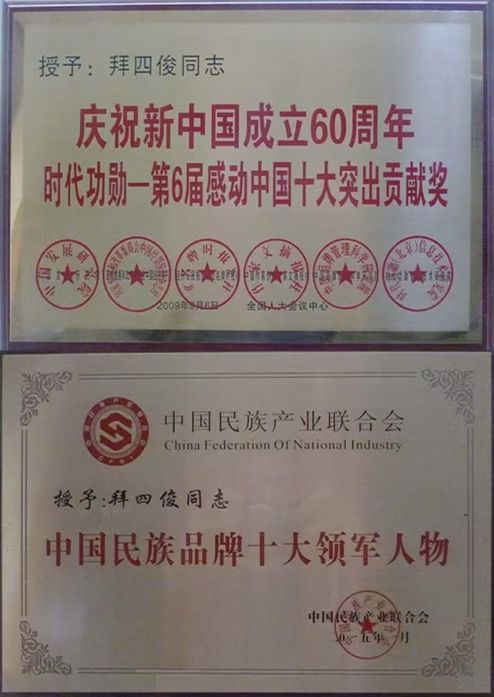 授予：拜四俊同志
庆祝新中国成立60周年
时代功勋—第6届感动中国十大突出贡献奖
2009年9月6日 全国人大会议中心
中国民族产业联合会
China Federation Of National Industry
授予:拜四俊同志
中国民族品牌十大领军人物
中国民族产业联合会